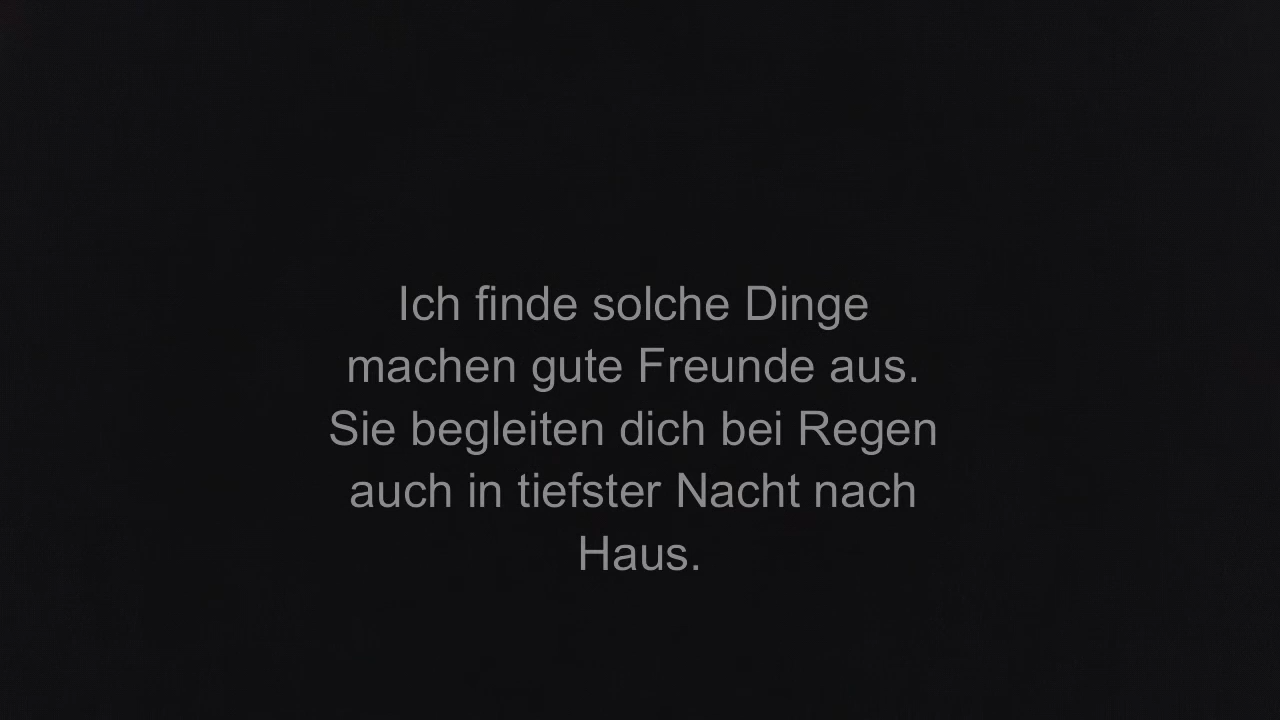 Ich finde solche Dinge
machen gute Freunde aus.
Sie begleiten dich bei Regen
auch in tiefster Nacht nach
Haus.